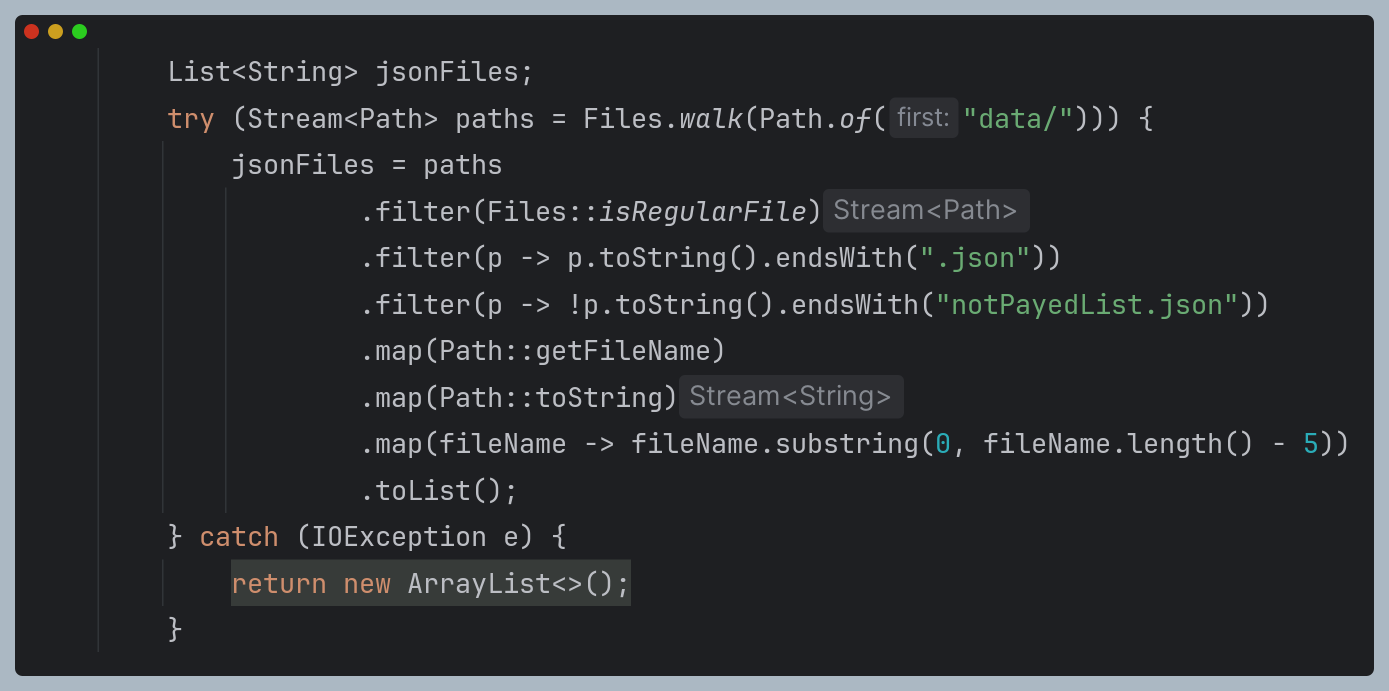 List<String> jsonFiles;
try (Stream<Path> paths = Files.walk(Path.of( first: "data/"))) {
jsonFiles = paths
.filter(Files::isRegularFile) Stream<Path>
.filter(p -> p.toString().endsWith(".json"))
.filter(p -> !p.toString().endsWith("notPayedList.json"))
.map(Path::getFileName)
.map(Path::toString) Stream<String>
.map(fileName -> fileName.substring(0, fileName.length() - 5))
.toList();
} catch (IOException e) {
return new ArrayList<>();
}